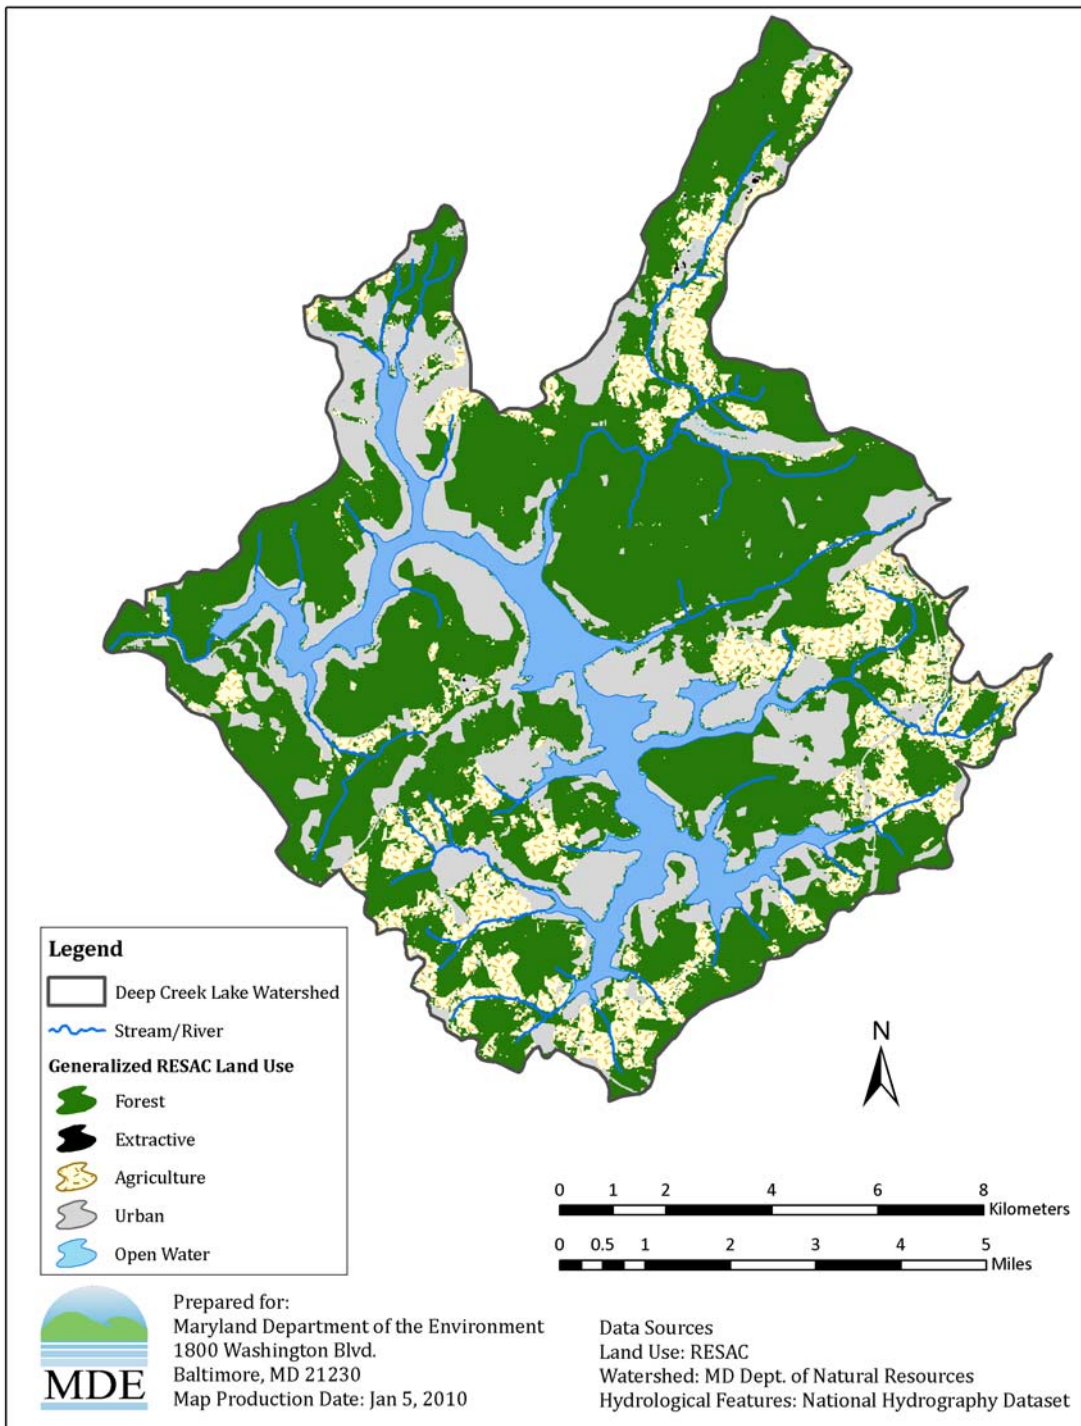 Legend
Deep Creek Lake Watershed
Stream/River
Generalized RESAC Land Use
Forest
Extractive
Agriculture
Urban
Open Water
N
0 1 2 4 6 8
Kilometers
0 0.5 1 2 3 4 5
Miles
MDE
Prepared for:
Maryland Department of the Environment
1800 Washington Blvd.
Baltimore, MD 21230
Map Production Date: Jan 5, 2010
Data Sources
Land Use: RESAC
Watershed: MD Dept. of Natural Resources
Hydrological Features: National Hydrography Dataset